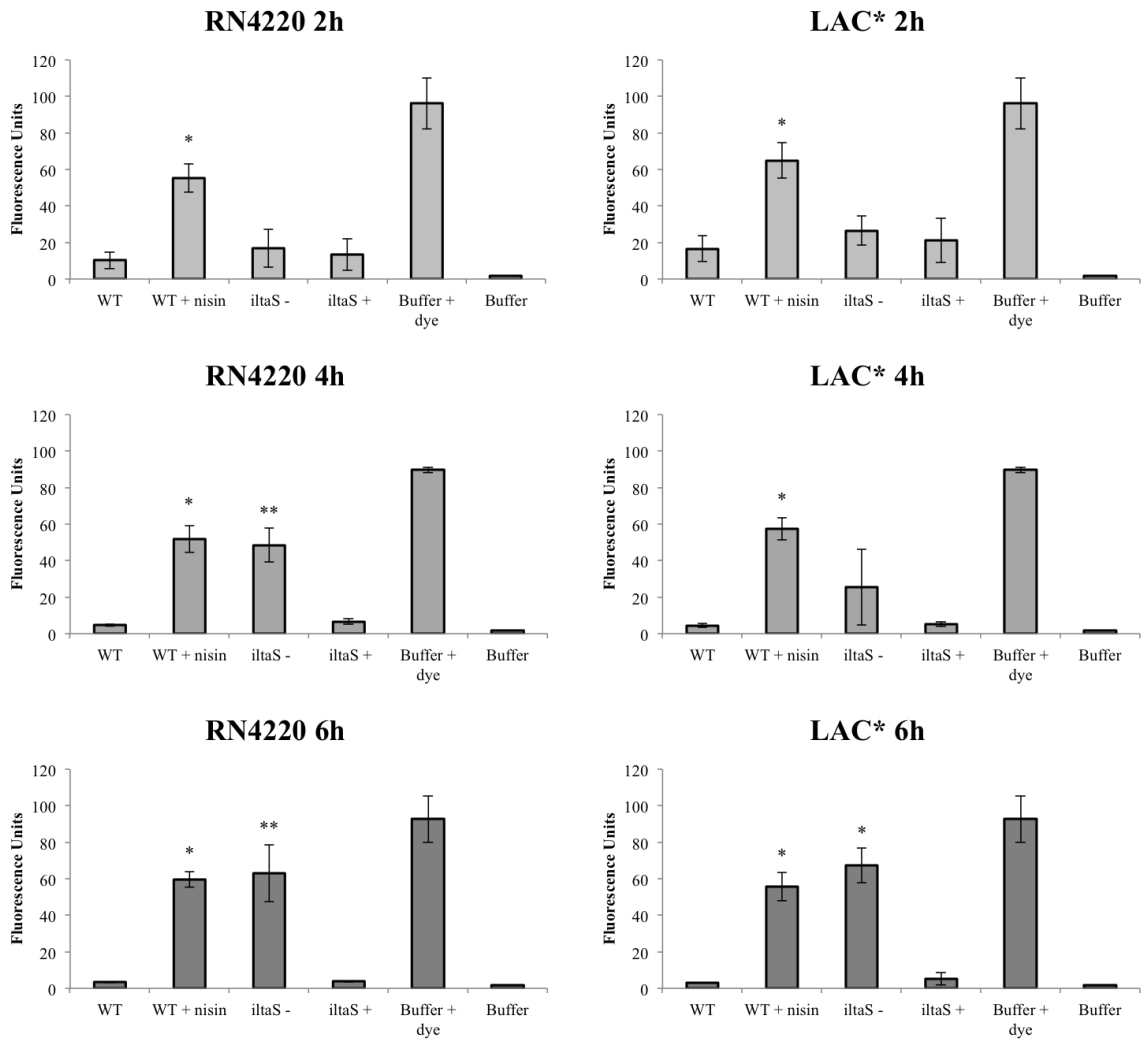 RN4220 2h
Fluorescence Units
120
100
80
60
40
20
0
*
WT
WT + nisin
iltaS -
iltaS +
Buffer +
dye
Buffer
LAC* 2h
Fluorescence Units
120
100
80
60
40
20
0
*
WT
WT + nisin
iltaS -
iltaS +
Buffer +
dye
Buffer
RN4220 4h
Fluorescence Units
120
100
80
60
40
20
0
*
**
WT
WT + nisin
iltaS -
iltaS +
Buffer +
dye
Buffer
LAC* 4h
Fluorescence Units
120
100
80
60
40
20
0
*
WT
WT + nisin
iltaS -
iltaS +
Buffer +
dye
Buffer
RN4220 6h
Fluorescence Units
120
100
80
60
40
20
0
*
**
WT
WT + nisin
iltaS -
iltaS +
Buffer +
dye
Buffer
LAC* 6h
Fluorescence Units
120
100
80
60
40
20
0
*
*
WT
WT + nisin
iltaS -
iltaS +
Buffer +
dye
Buffer